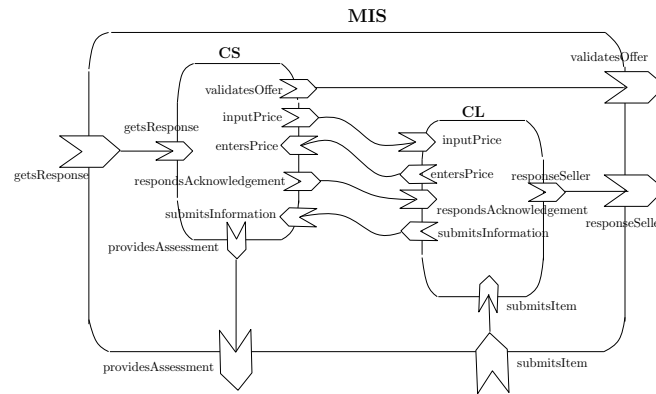 MIS
CS
validatesOffer
validatesOffer
inputPrice
CL
getsResponse
inputPrice
entersPrice
getsResponse
respondsAcknowledgement
entersPrice
responseSeller
submitsInformation
respondsAcknowledgement
responseSeller
submitsInformation
providesAssessment
submitsItem
providesAssessment
submitsItem